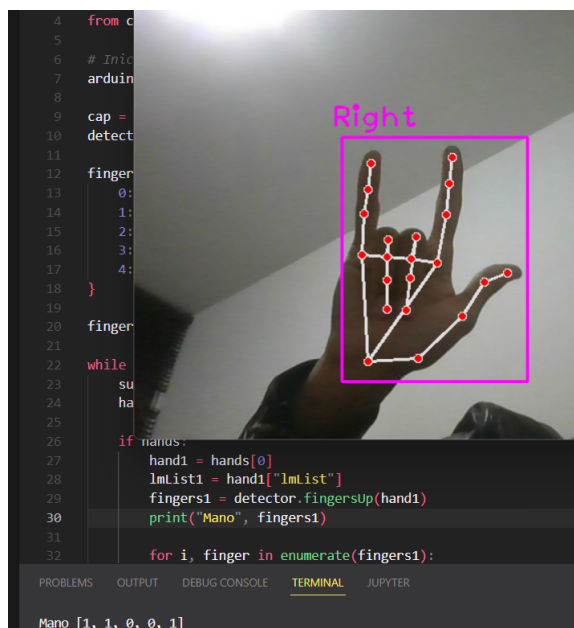 4 from c
5
6 # Inic
7 arduin
8
9 cap =
10 detect
11
12 finger
13 0:
14 1:
15 2:
16 3:
17 4:
18 }
19
20 finger
21
22 while
23 su
24 ha
25
26 if hands:
27 hand1 = hands[0]
28 lmList1 = hand1["lmList"]
29 fingers1 = detector.fingersUp(hand1)
30 print("Mano", fingers1)
31
32 for i, finger in enumerate(fingers1):
Right
PROBLEMS OUTPUT DEBUG CONSOLE TERMINAL JUPYTER
Mano [1, 1, 0, 0, 1]